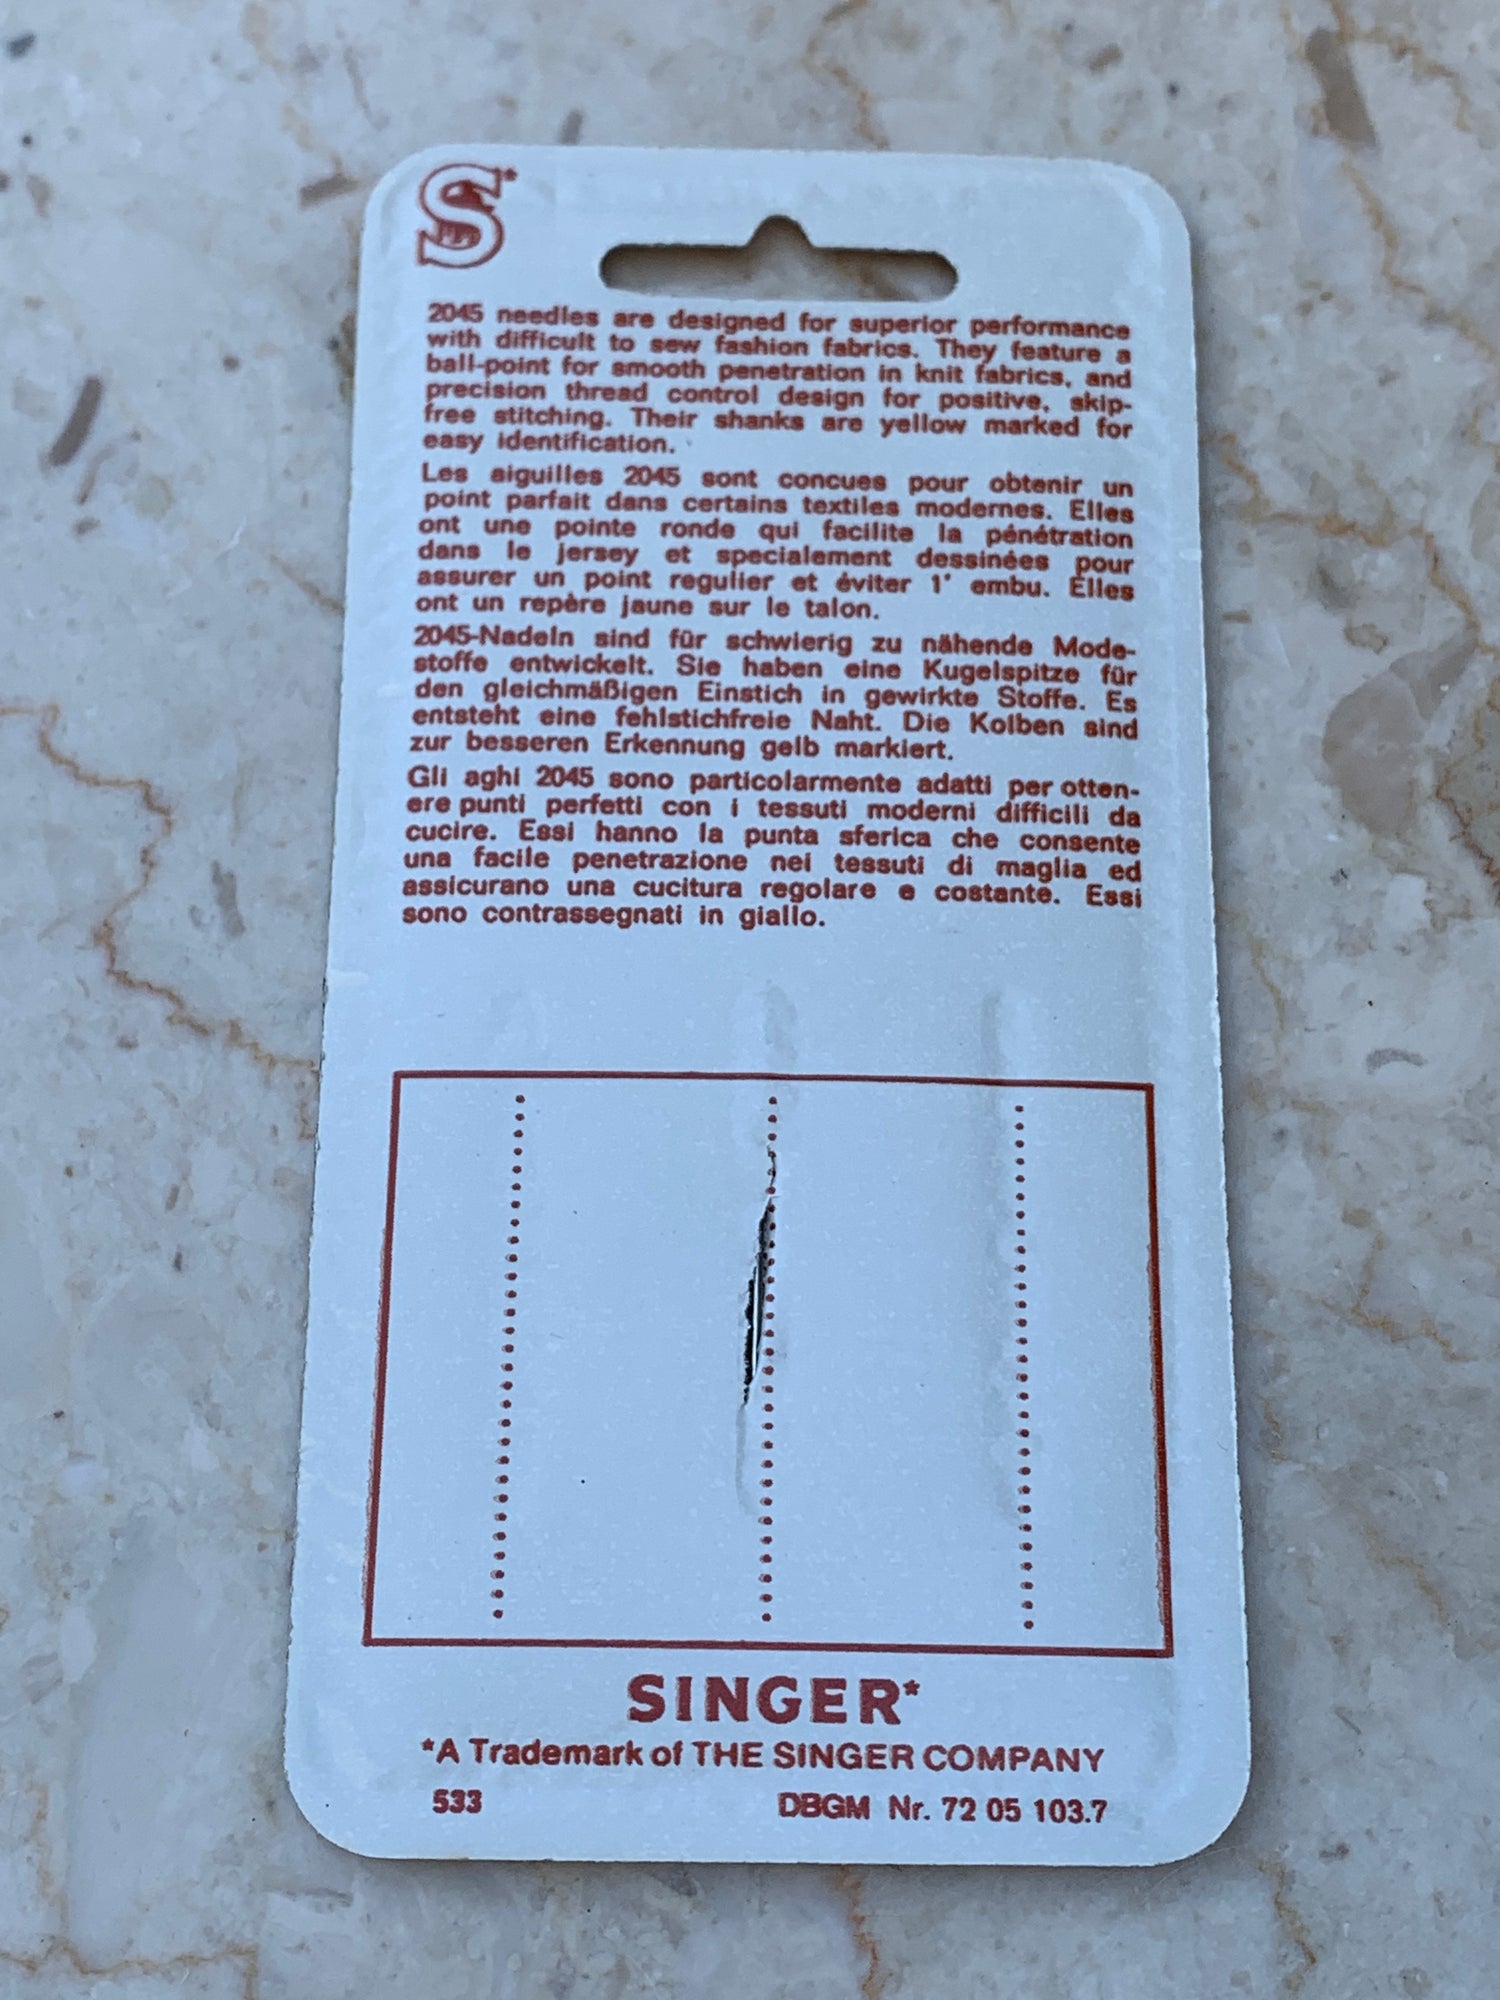 S*
2045 needles are designed for superior performance
with difficult to sew fashion fabrics. They feature a
ball-point for smooth penetration in knit fabrics, and
precision thread control design for positive, skip-
free stitching. Their shanks are yellow marked for
easy identification.
Les aiguilles 2045 sont concues pour obtenir un
point parfait dans certains textiles modernes. Elles
ont une pointe ronde qui facilite la pénétration
dans le jersey et specialement dessinées pour
assurer un point regulier et éviter 1' embu. Elles
ont un repère jaune sur le talon.
2045-Nadeln sind für schwierig zu nähende Mode-
stoffe entwickelt. Sie haben eine Kugelspitze für
den gleichmäßigen Einstich in gewirkte Stoffe. Es
entsteht eine fehlstichfreie Naht. Die Kolben sind
zur besseren Erkennung gelb markiert.
Gli aghi 2045 sono particolarmente adatti per otten-
ere punti perfetti con i tessuti moderni difficili da
cucire. Essi hanno la punta sferica che consente
una facile penetrazione nei tessuti di maglia ed
assicurano una cucitura regolare e costante. Essi
sono contrassegnati in giallo.
SINGER*
*A Trademark of THE SINGER COMPANY
533 DBGM Nr. 72 05 103.7